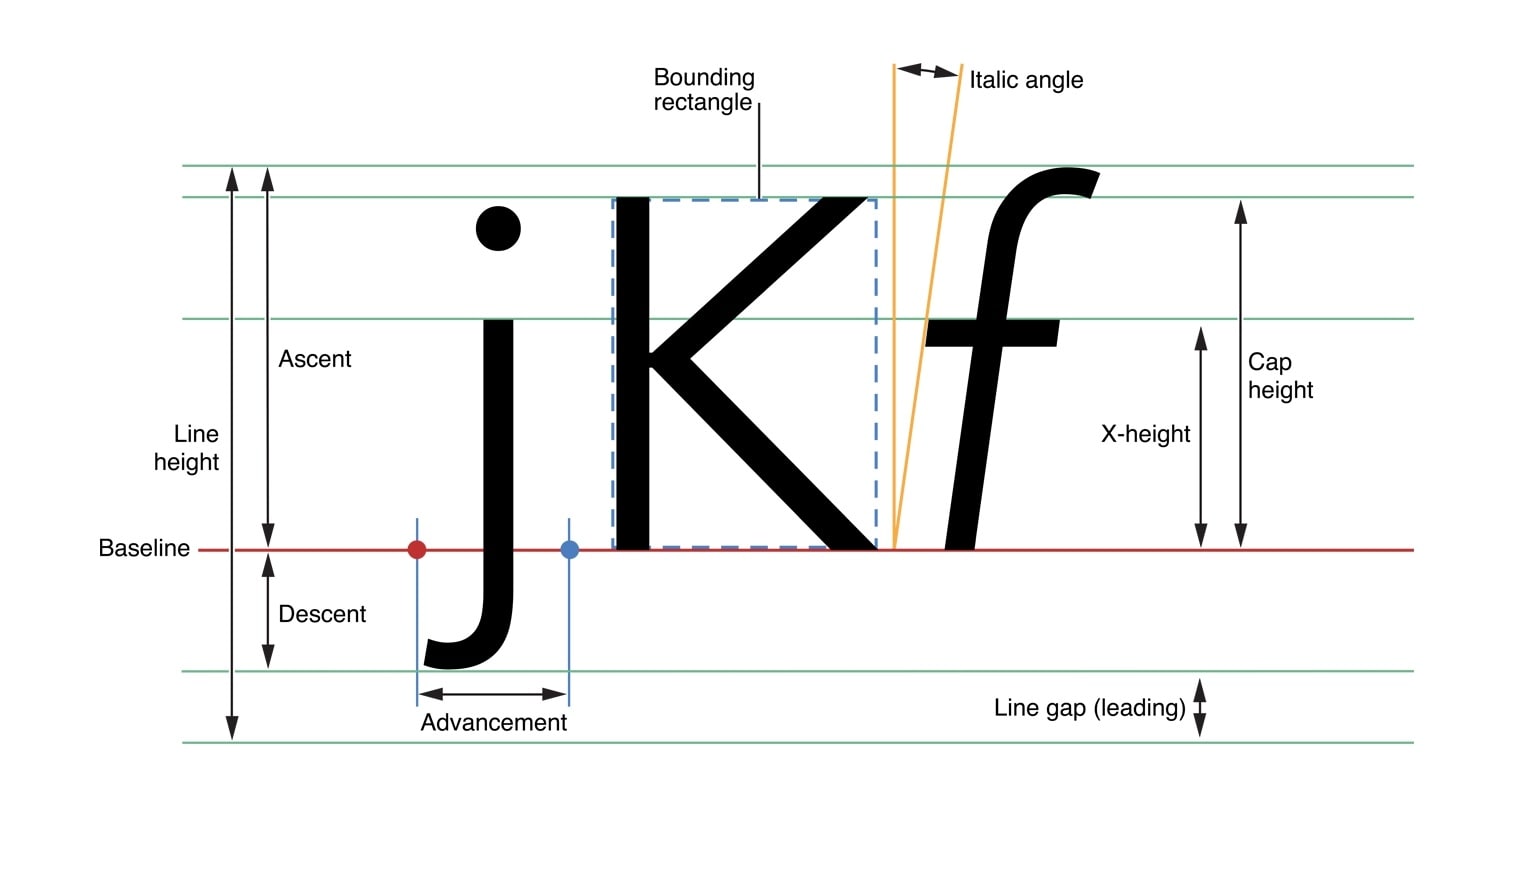 Bounding
rectangle
Italic angle
jKf
Ascent
Cap
height
Line
height
X-height
Baseline
Descent
Line gap (leading)
Advancement